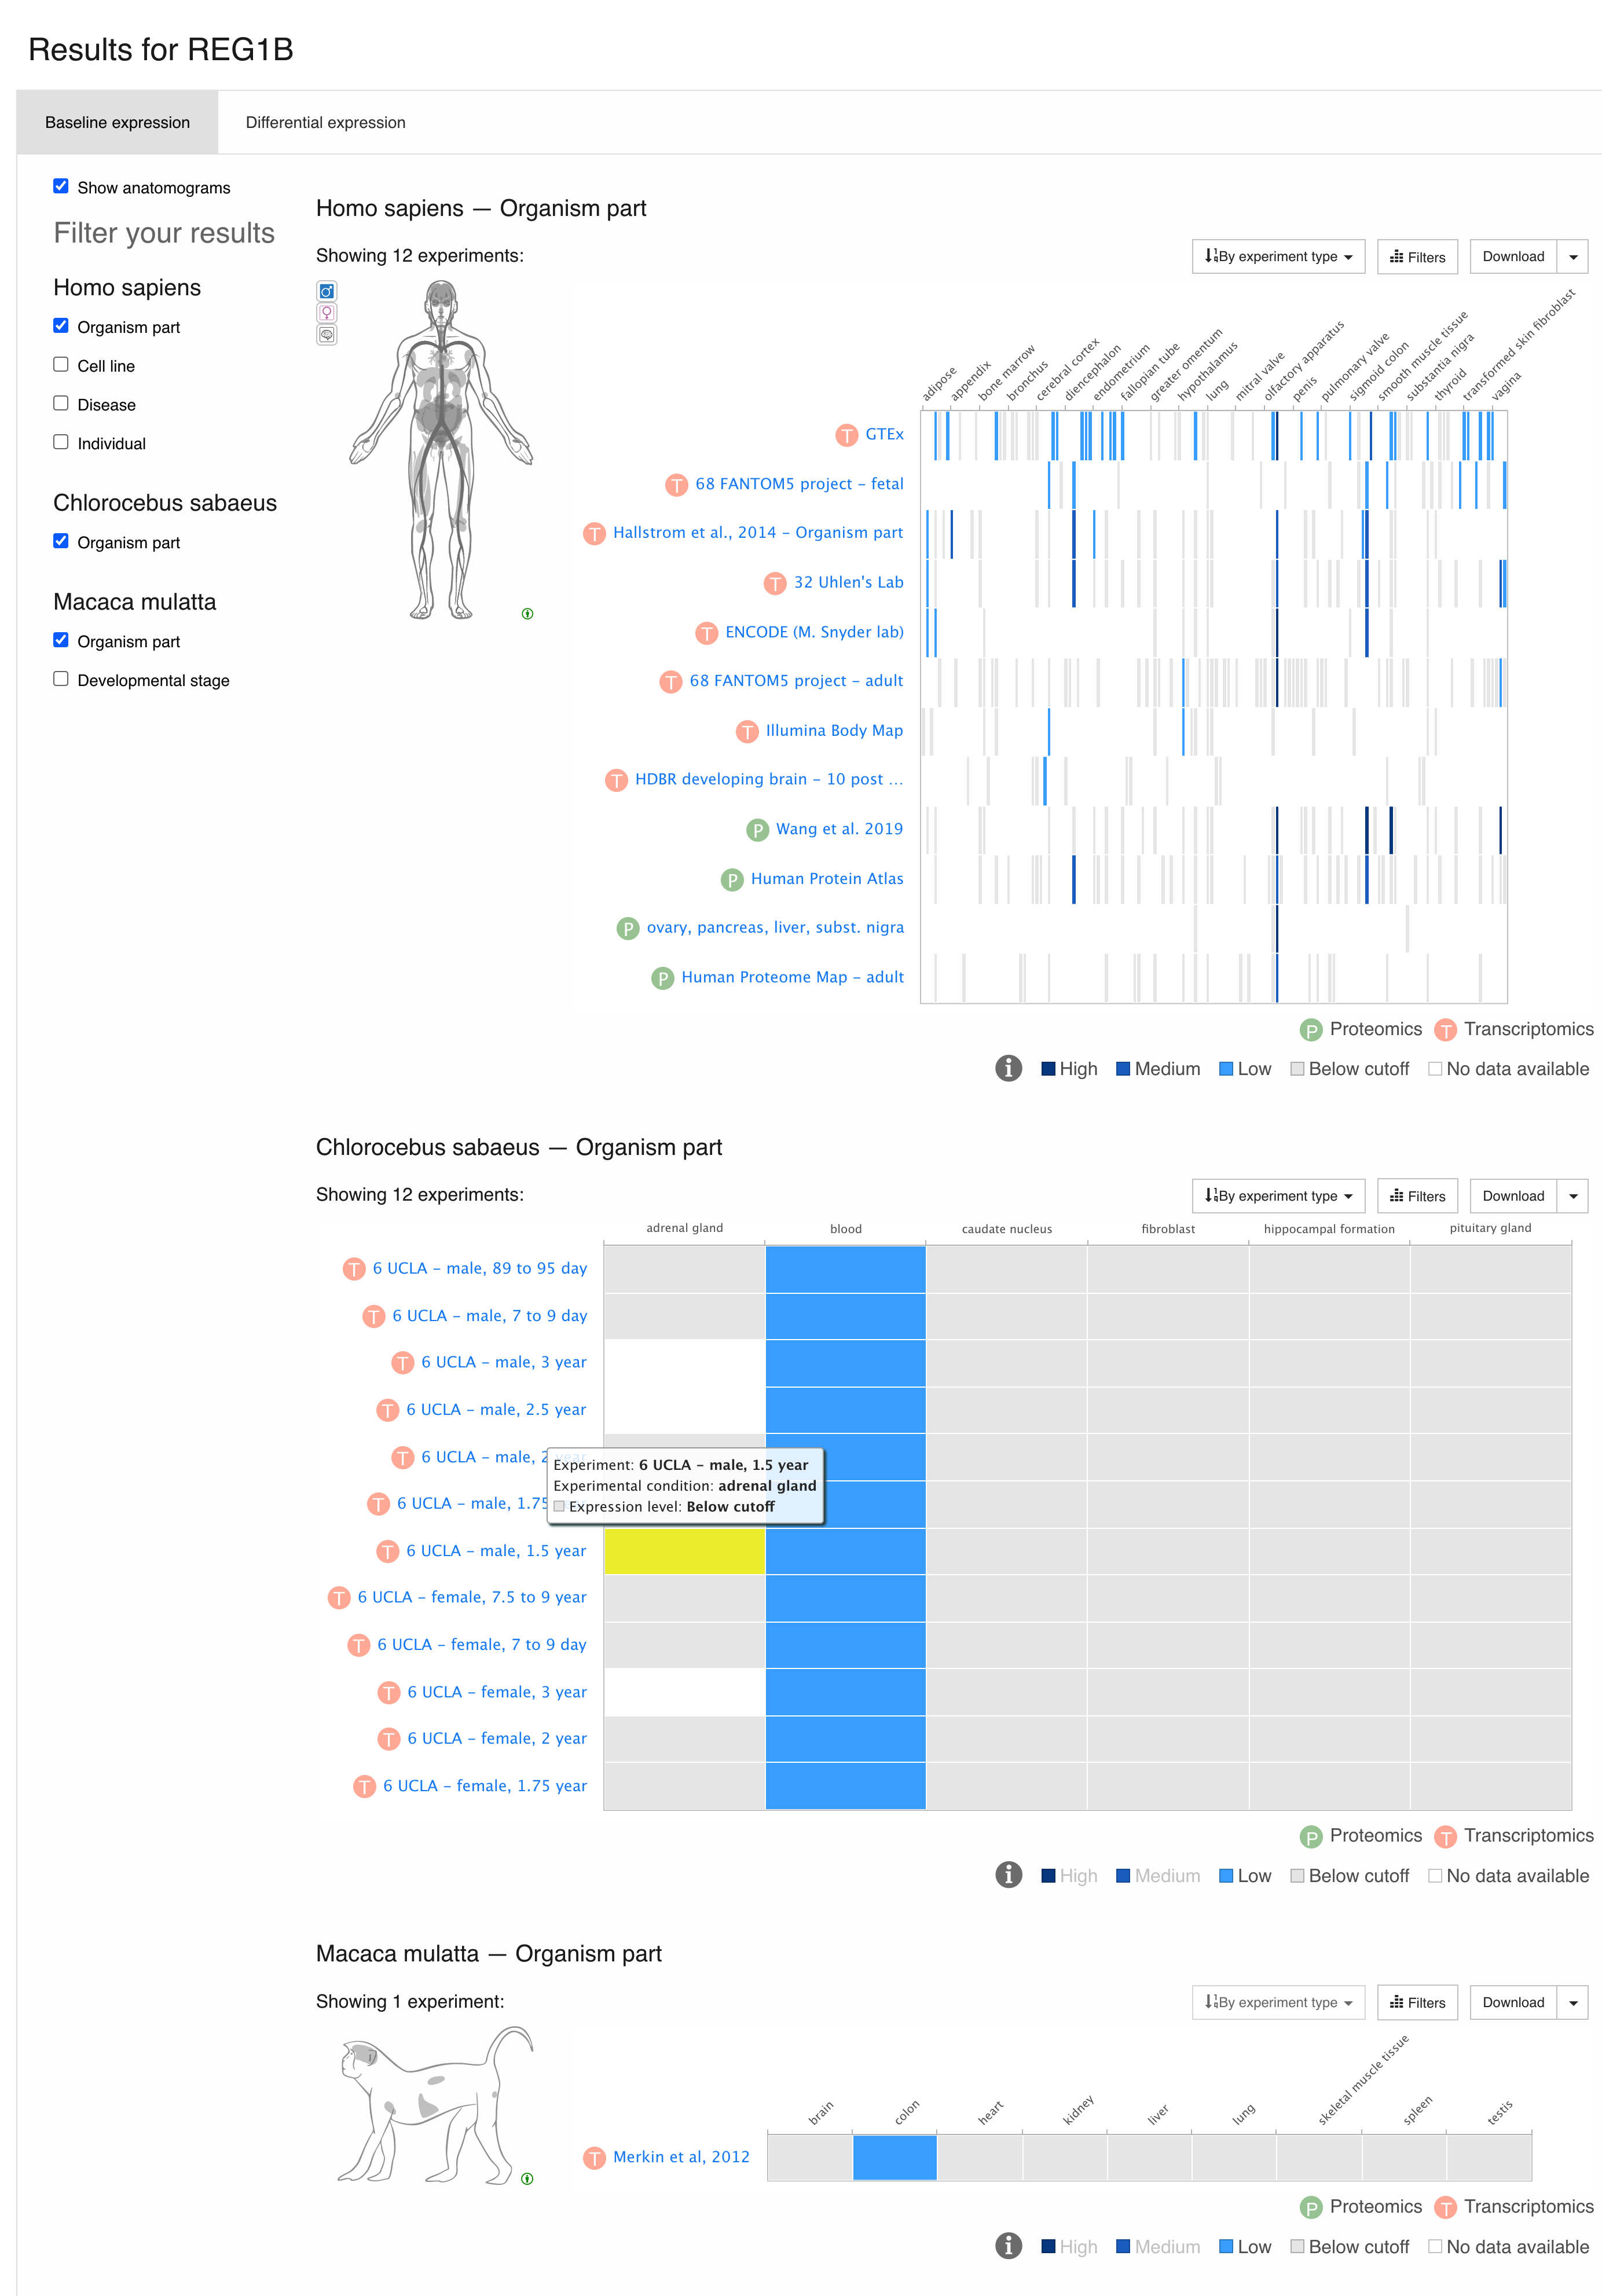 Results for REG1B
Baseline expression
Differential expression
Show anatomograms
Filter your results
Homo sapiens
Organism part
Cell line
Disease
Individual
Chlorocebus sabaeus
Organism part
Macaca mulatta
Organism part
Developmental stage
Homo sapiens — Organism part
Showing 12 experiments:
By experiment type
Filters
Download
adipose
appendix
bone marrow
bronchus
cerebral cortex
diencephalon
endometrium
fallopian tube
greater omentum
hypothalamus
lung
mitral valve
olfactory apparatus
penis
pulmonary valve
sigmoid colon
smooth muscle tissue
substantia nigra
thyroid
transformed skin fibroblast
vagina
T GTEx
T 68 FANTOM5 project – fetal
T Hallstrom et al., 2014 – Organism part
T 32 Uhlen's Lab
T ENCODE (M. Snyder lab)
T 68 FANTOM5 project – adult
T Illumina Body Map
T HDBR developing brain – 10 post ...
P Wang et al. 2019
P Human Protein Atlas
P ovary, pancreas, liver, subst. nigra
P Human Proteome Map – adult
P Proteomics T Transcriptomics
i High Medium Low Below cutoff No data available
Chlorocebus sabaeus — Organism part
Showing 12 experiments:
By experiment type
Filters
Download
adrenal gland
blood
caudate nucleus
fibroblast
hippocampal formation
pituitary gland
T 6 UCLA – male, 89 to 95 day
T 6 UCLA – male, 7 to 9 day
T 6 UCLA – male, 3 year
T 6 UCLA – male, 2.5 year
T 6 UCLA – male, 2 year
T 6 UCLA – male, 1.75
Experiment: 6 UCLA – male, 1.5 year
Experimental condition: adrenal gland
Expression level: Below cutoff
T 6 UCLA – male, 1.5 year
T 6 UCLA – female, 7.5 to 9 year
T 6 UCLA – female, 7 to 9 day
T 6 UCLA – female, 3 year
T 6 UCLA – female, 2 year
T 6 UCLA – female, 1.75 year
P Proteomics T Transcriptomics
i High Medium Low Below cutoff No data available
Macaca mulatta — Organism part
Showing 1 experiment:
By experiment type
Filters
Download
brain
colon
heart
kidney
liver
lung
skeletal muscle tissue
spleen
testis
T Merkin et al, 2012
P Proteomics T Transcriptomics
i High Medium Low Below cutoff No data available